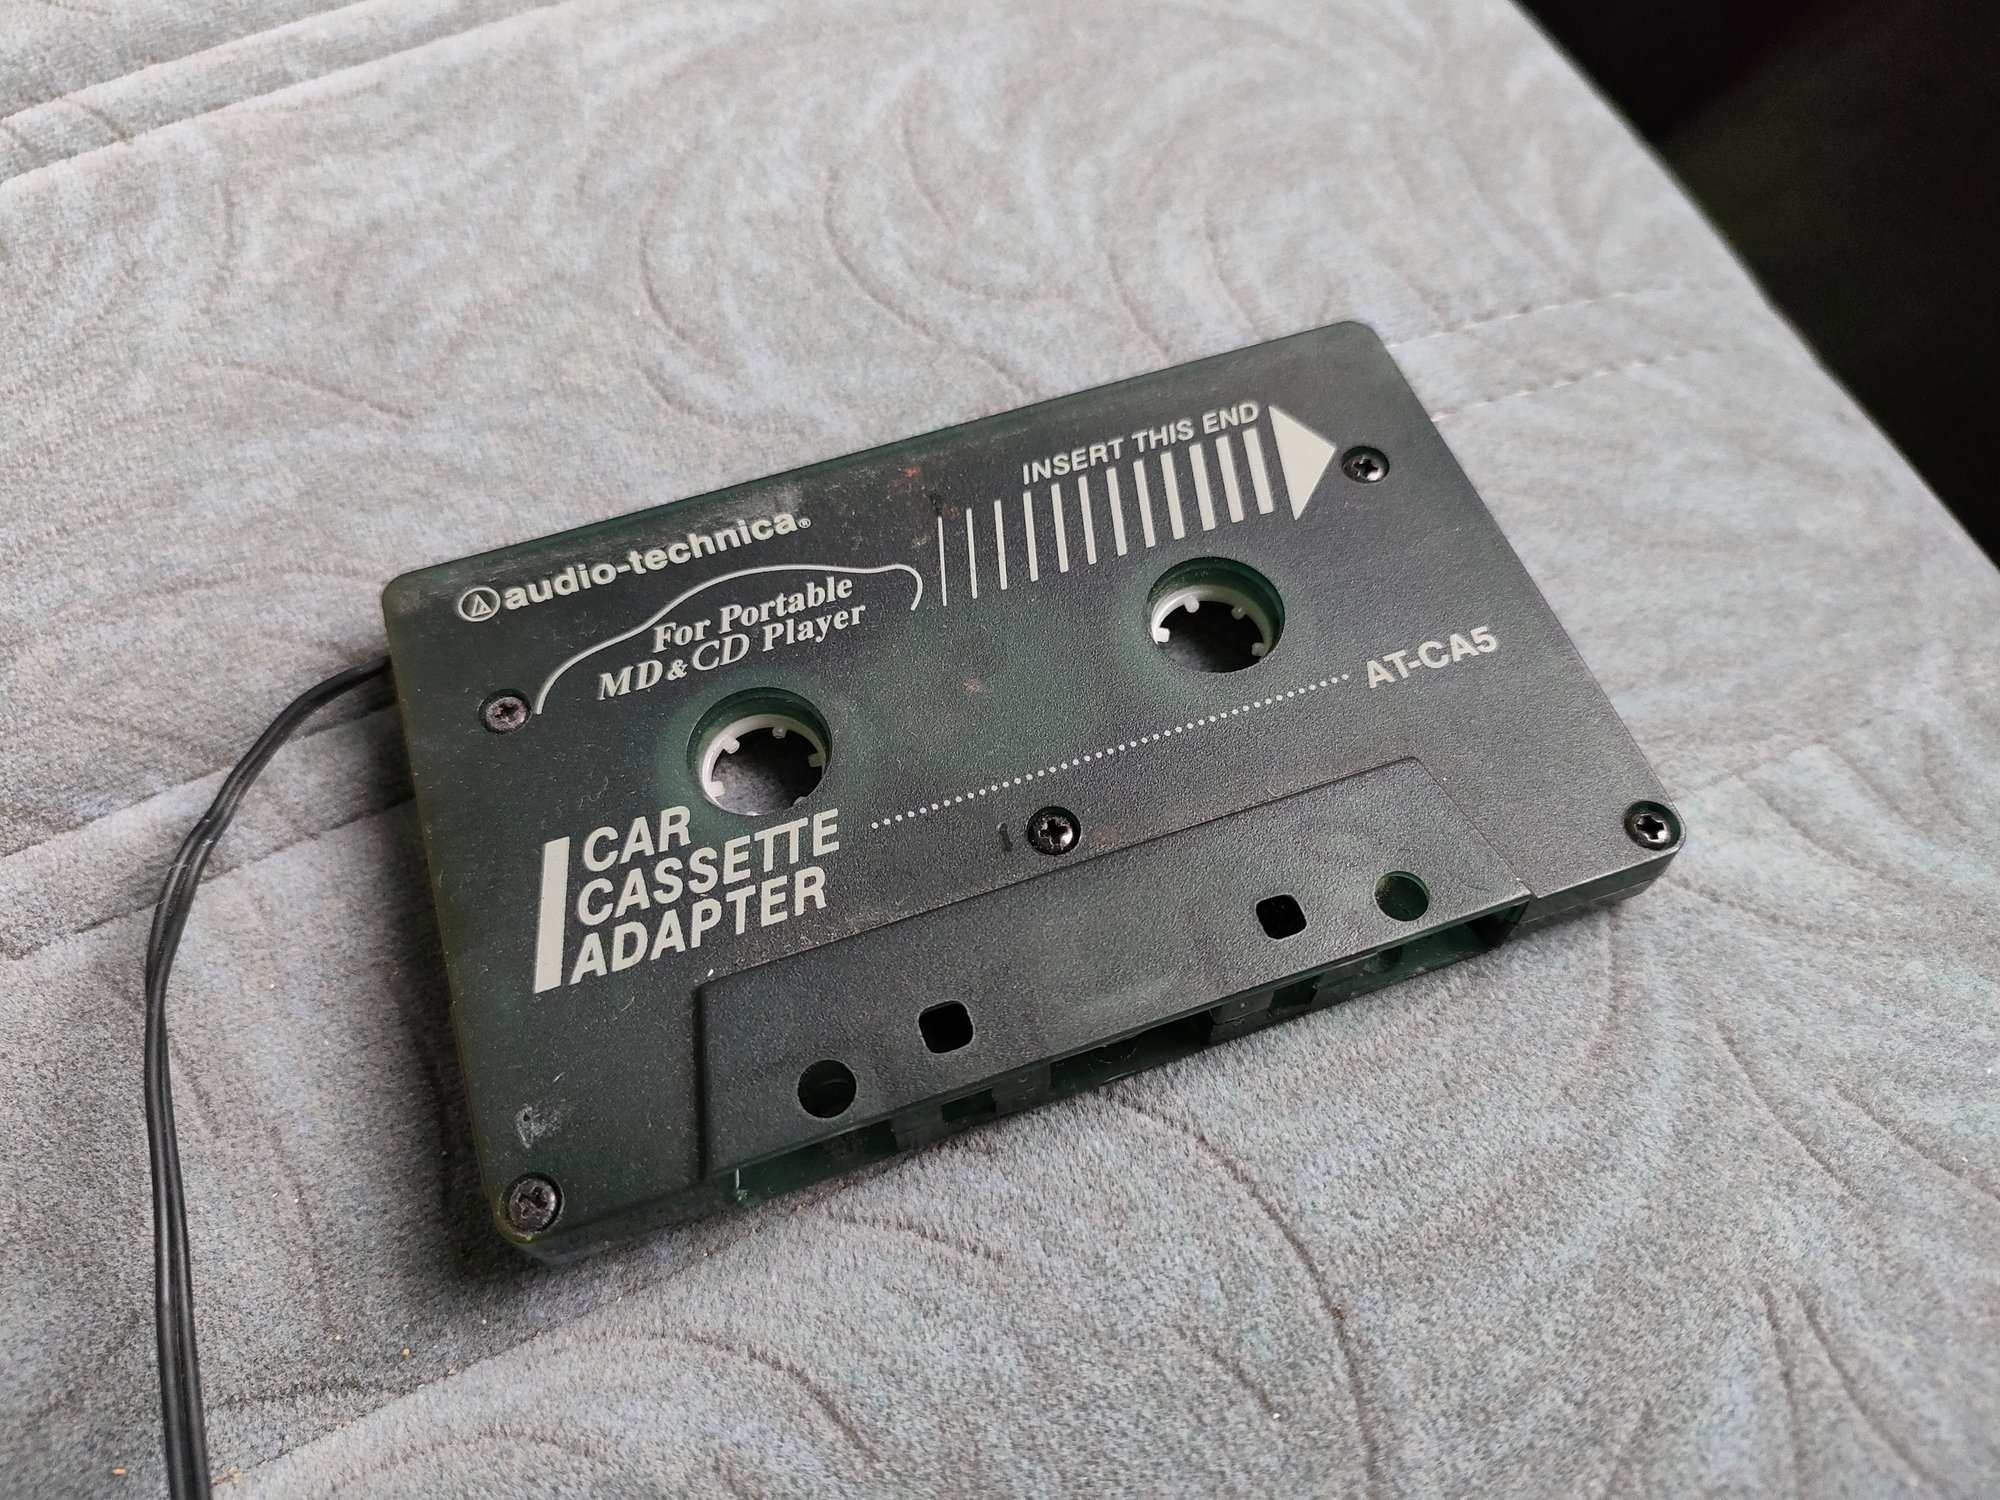 audio-technica®
For Portable
MD&CD Player
INSERT THIS END
AT-CA5
CAR
CASSETTE
ADAPTER